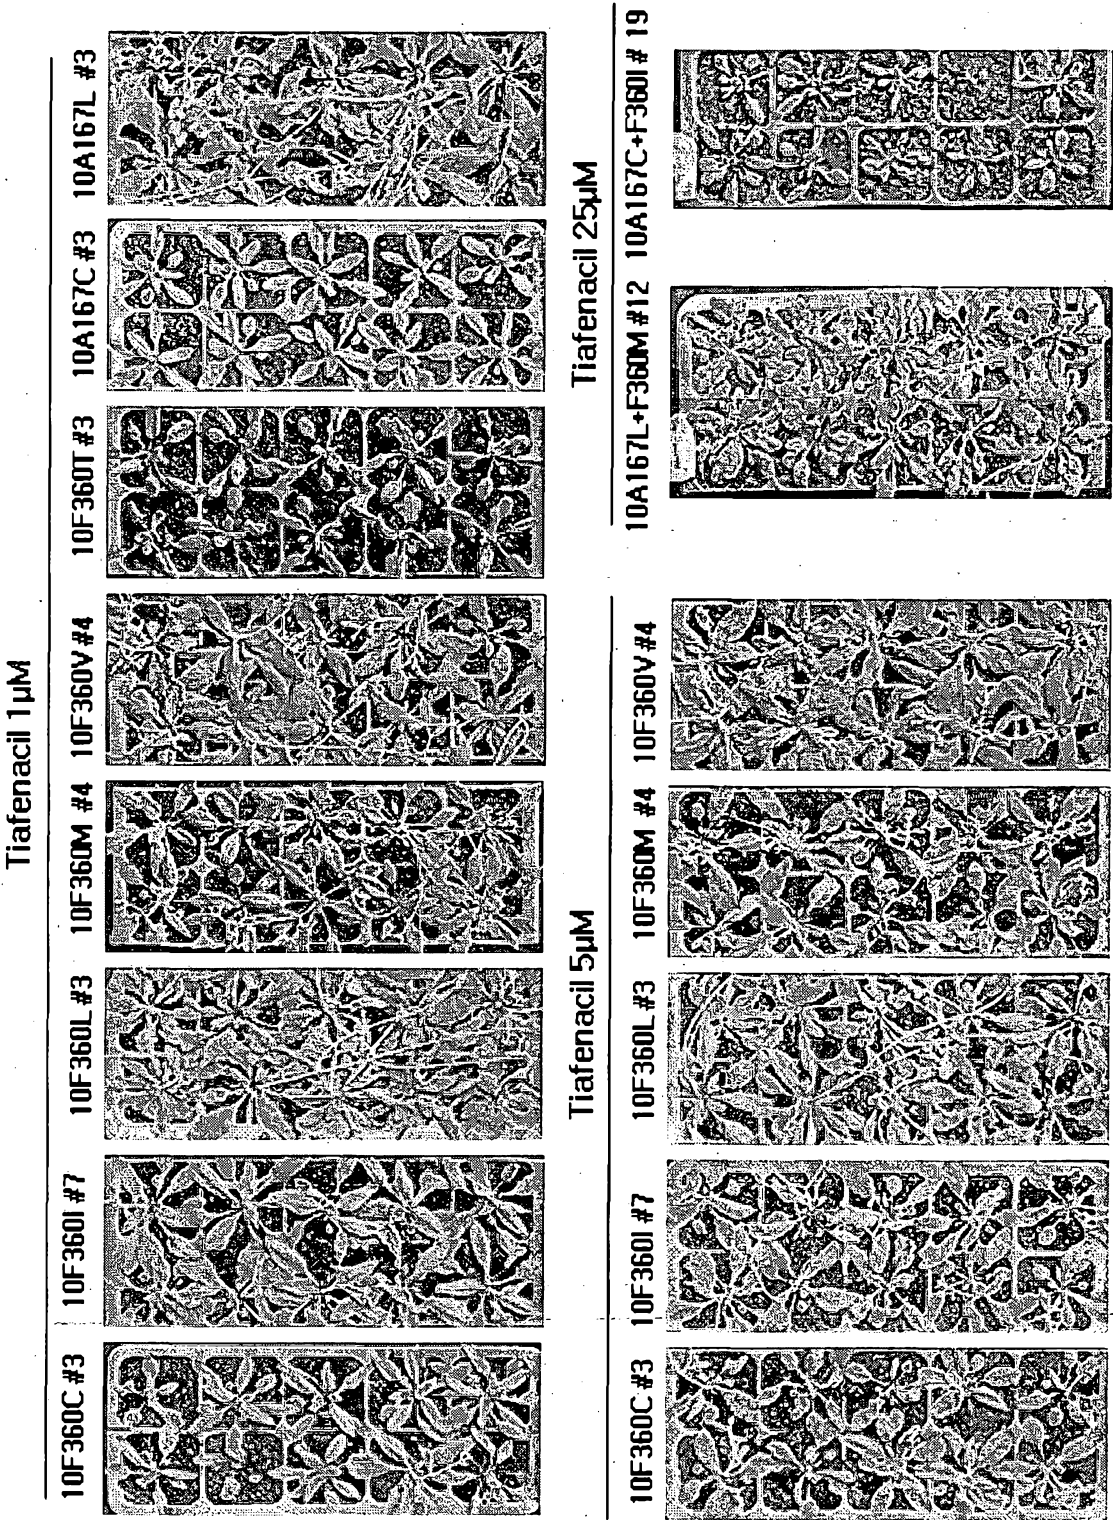 Tiafenacil 1µM
10F360C #3
10F360I #7
10F360L #3
10F360M #4
10F360V #4
10F360T #3
10A167C #3
10A167L #3
Tiafenacil 5µM
Tiafenacil 25µM
10F360C #3
10F360I #7
10F360L #3
10F360M #4
10F360V #4
10A167L+F360M #12
10A167C+F360I # 19